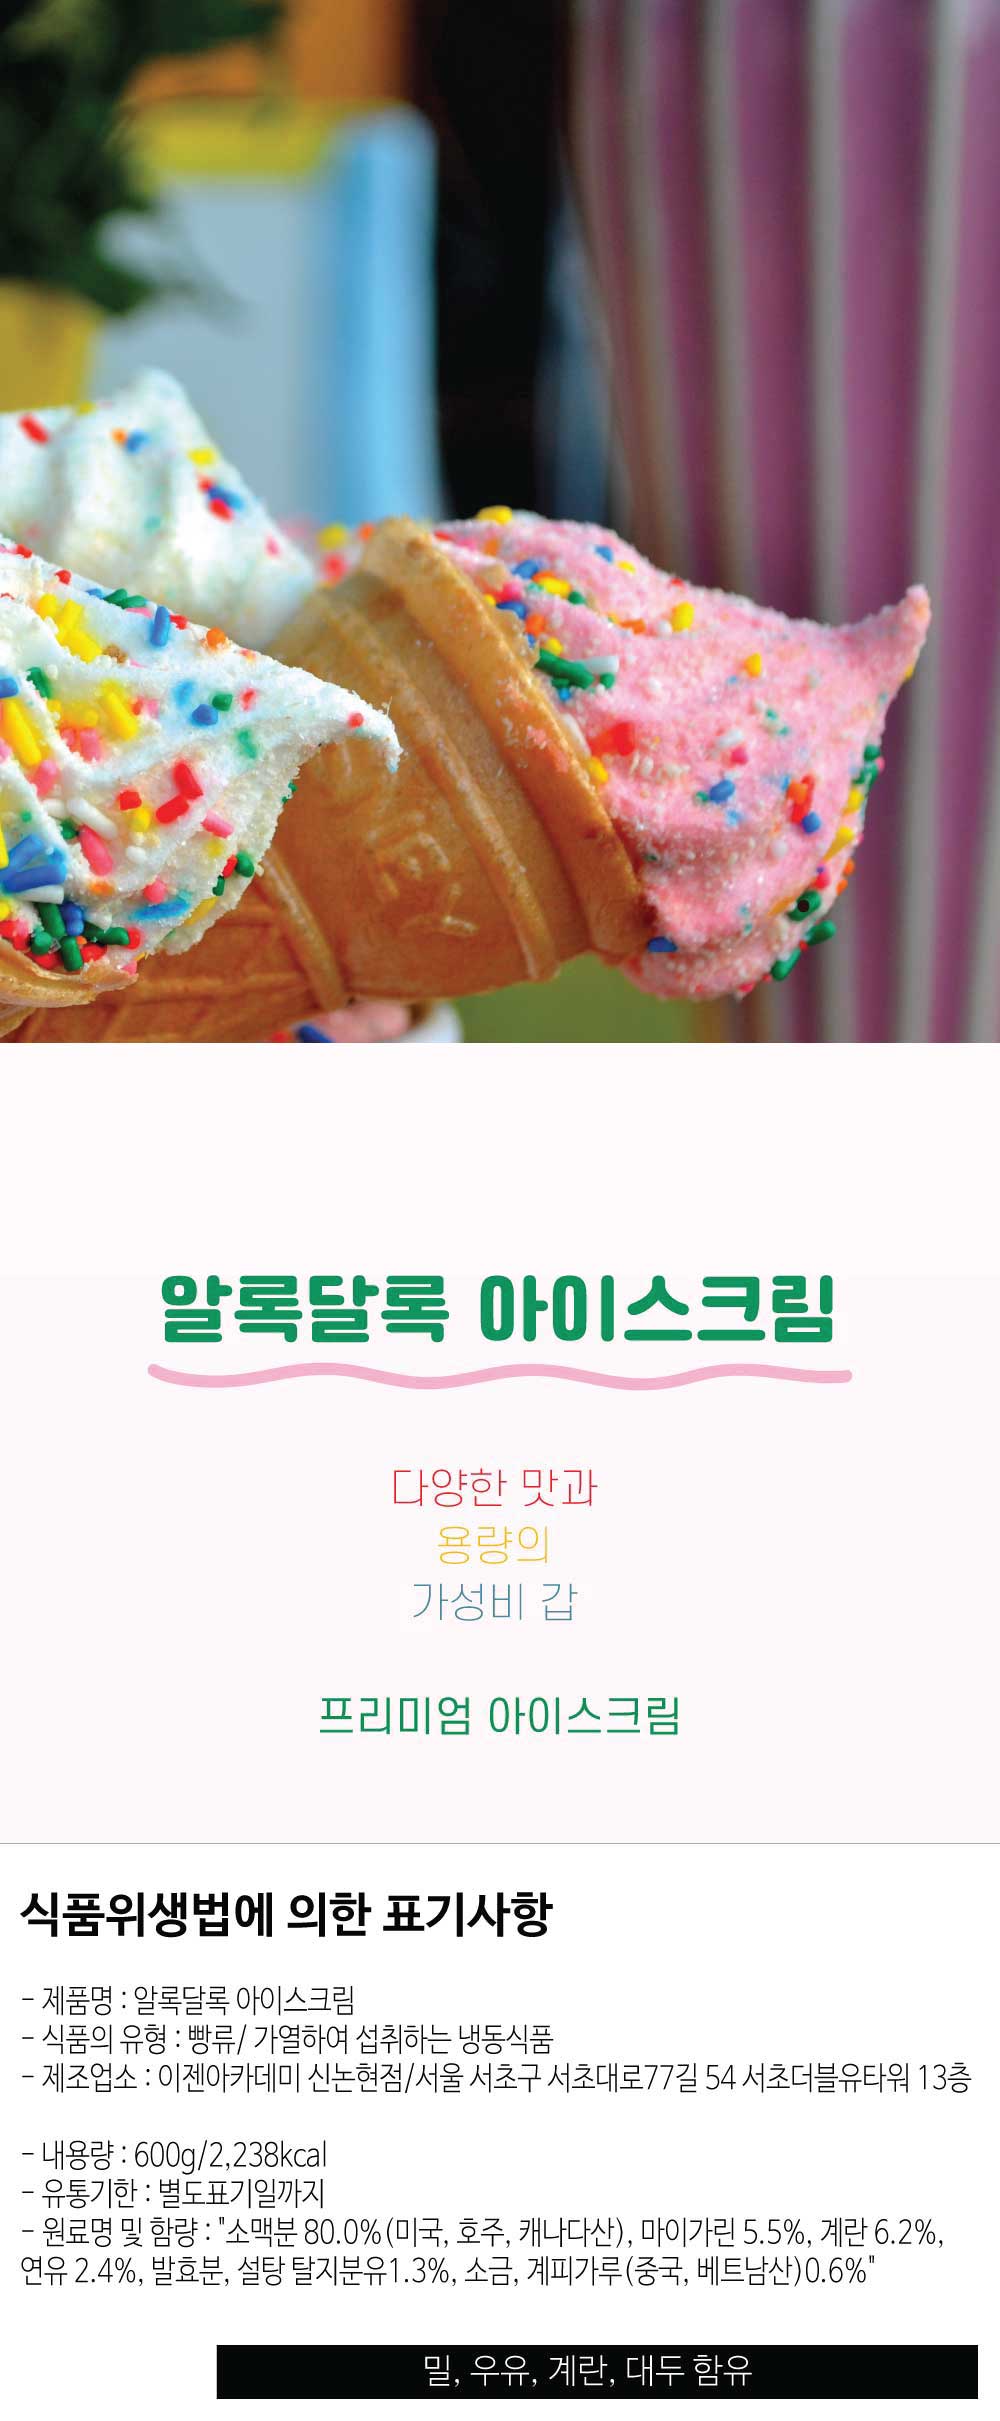 알록달록 아이스크림
다양한 맛과
용량의
가성비 갑
프리미엄 아이스크림
식품위생법에 의한 표기사항
- 제품명 : 알록달록 아이스크림
- 식품의 유형 : 빵류/ 가열하여 섭취하는 냉동식품
- 제조업소 : 이젠아카데미 신논현점/서울 서초구 서초대로77길 54 서초더블유타워 13층
- 내용량 : 600g/2,238kcal
- 유통기한 : 별도표기일까지
- 원료명 및 함량 : "소맥분 80.0%(미국, 호주, 캐나다산), 마이가린 5.5%, 계란 6.2%,
연유 2.4%, 발효분, 설탕 탈지분유1.3%, 소금, 계피가루(중국, 베트남산)0.6%"
밀, 우유, 계란, 대두 함유